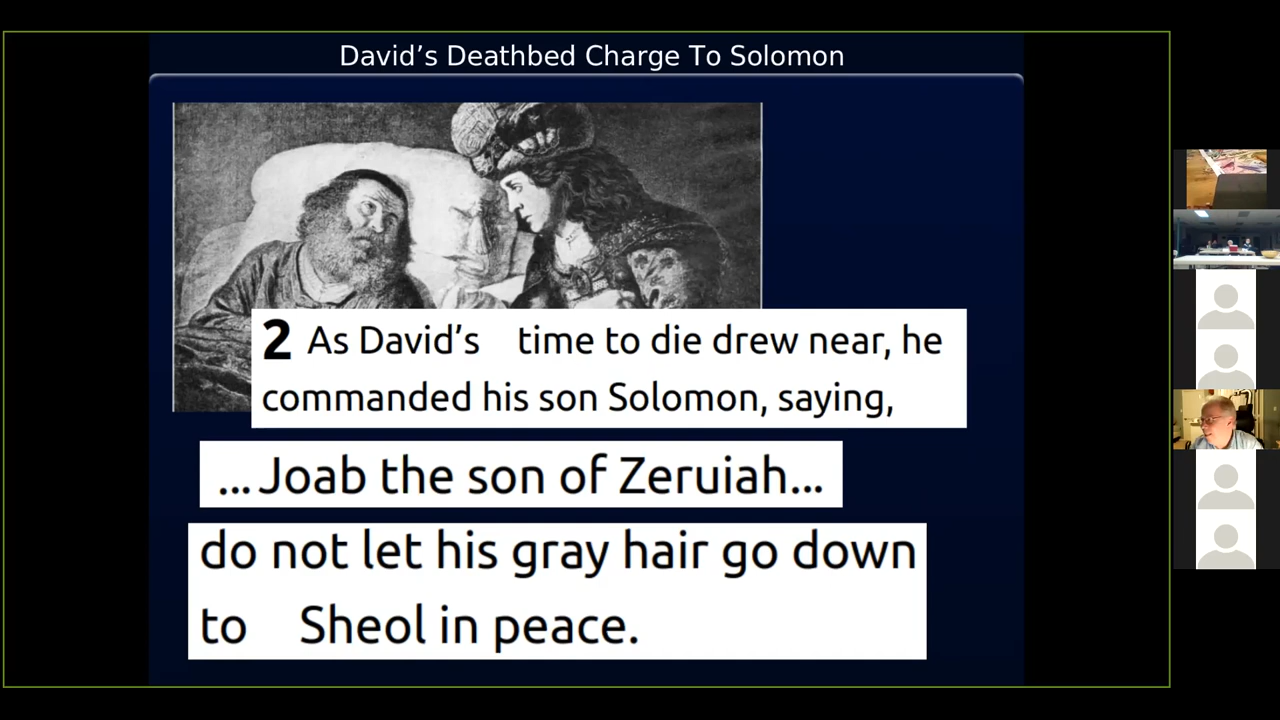 David’s Deathbed Charge To Solomon
2 As David’s time to die drew near, he
commanded his son Solomon, saying,
...Joab the son of Zeruiah...
do not let his gray hair go down
to Sheol in peace.